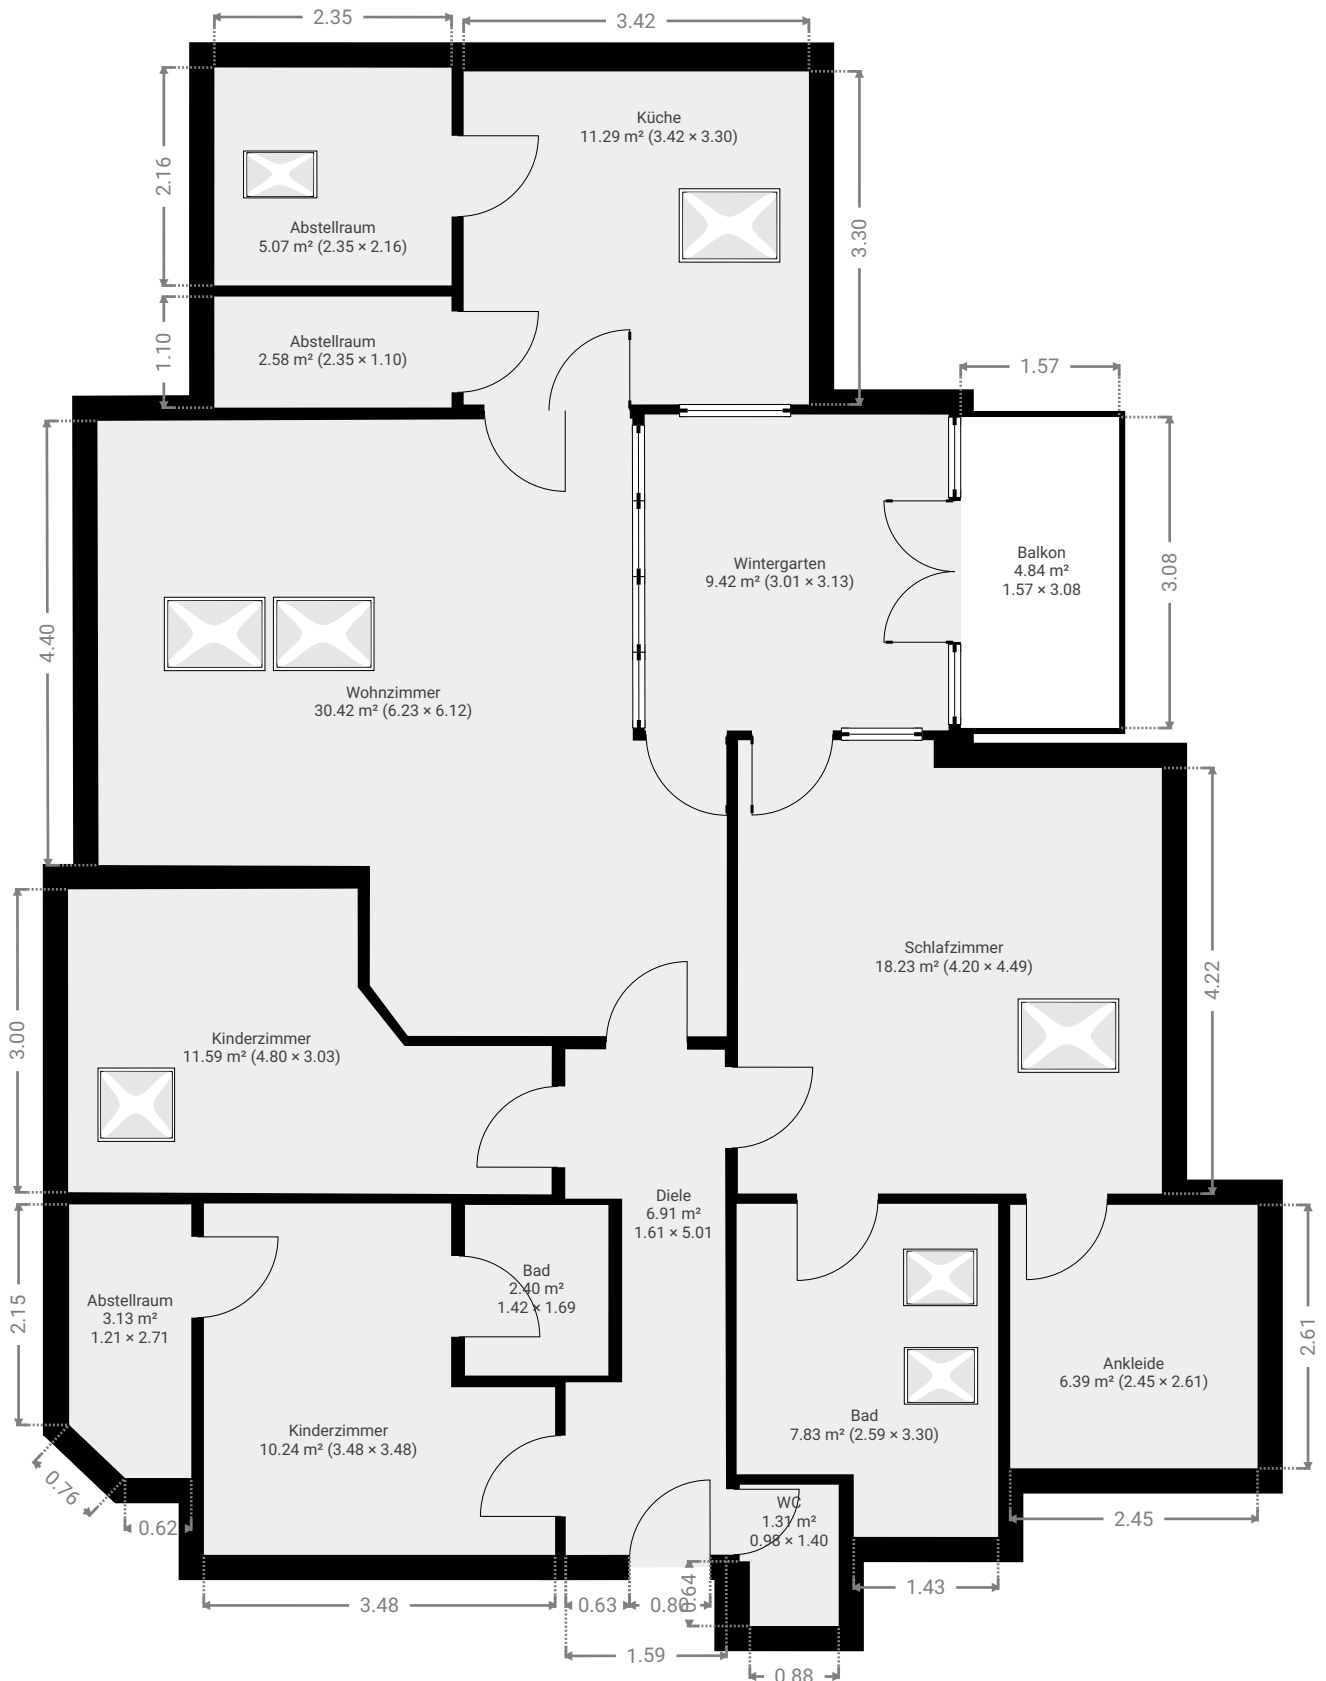 2.35
3.42
Küche
11.29 m² (3.42 × 3.30)
2.16
Abstellraum
5.07 m² (2.35 × 2.16)
3.30
1.10
Abstellraum
2.58 m² (2.35 × 1.10)
1.57
Wintergarten
9.42 m² (3.01 × 3.13)
Balkon
4.84 m²
1.57 × 3.08
3.08
4.40
Wohnzimmer
30.42 m² (6.23 × 6.12)
Schlafzimmer
18.23 m² (4.20 × 4.49)
4.22
3.00
Kinderzimmer
11.59 m² (4.80 × 3.03)
Diele
6.91 m²
1.61 × 5.01
Bad
2.40 m²
1.42 × 1.69
2.15
Abstellraum
3.13 m²
1.21 × 2.71
2.61
Ankleide
6.39 m² (2.45 × 2.61)
Bad
7.83 m² (2.59 × 3.30)
Kinderzimmer
10.24 m² (3.48 × 3.48)
0.76
WC
1.31 m²
0.98 × 1.40
0.62
2.45
0.64
1.43
3.48
0.63
0.80
1.59
0.88